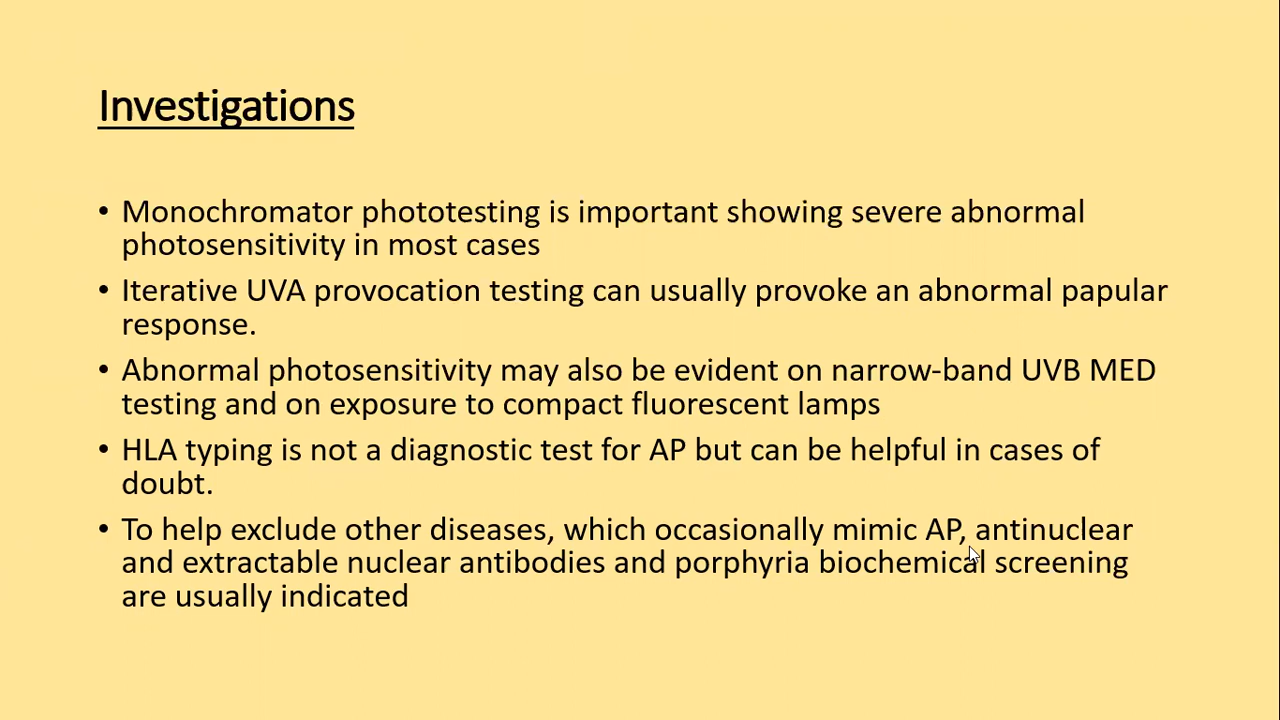 Investigations
• Monochromator phototesting is important showing severe abnormal
photosensitivity in most cases
• Iterative UVA provocation testing can usually provoke an abnormal papular
response.
• Abnormal photosensitivity may also be evident on narrow-band UVB MED
testing and on exposure to compact fluorescent lamps
• HLA typing is not a diagnostic test for AP but can be helpful in cases of
doubt.
• To help exclude other diseases, which occasionally mimic AP, antinuclear
and extractable nuclear antibodies and porphyria biochemical screening
are usually indicated